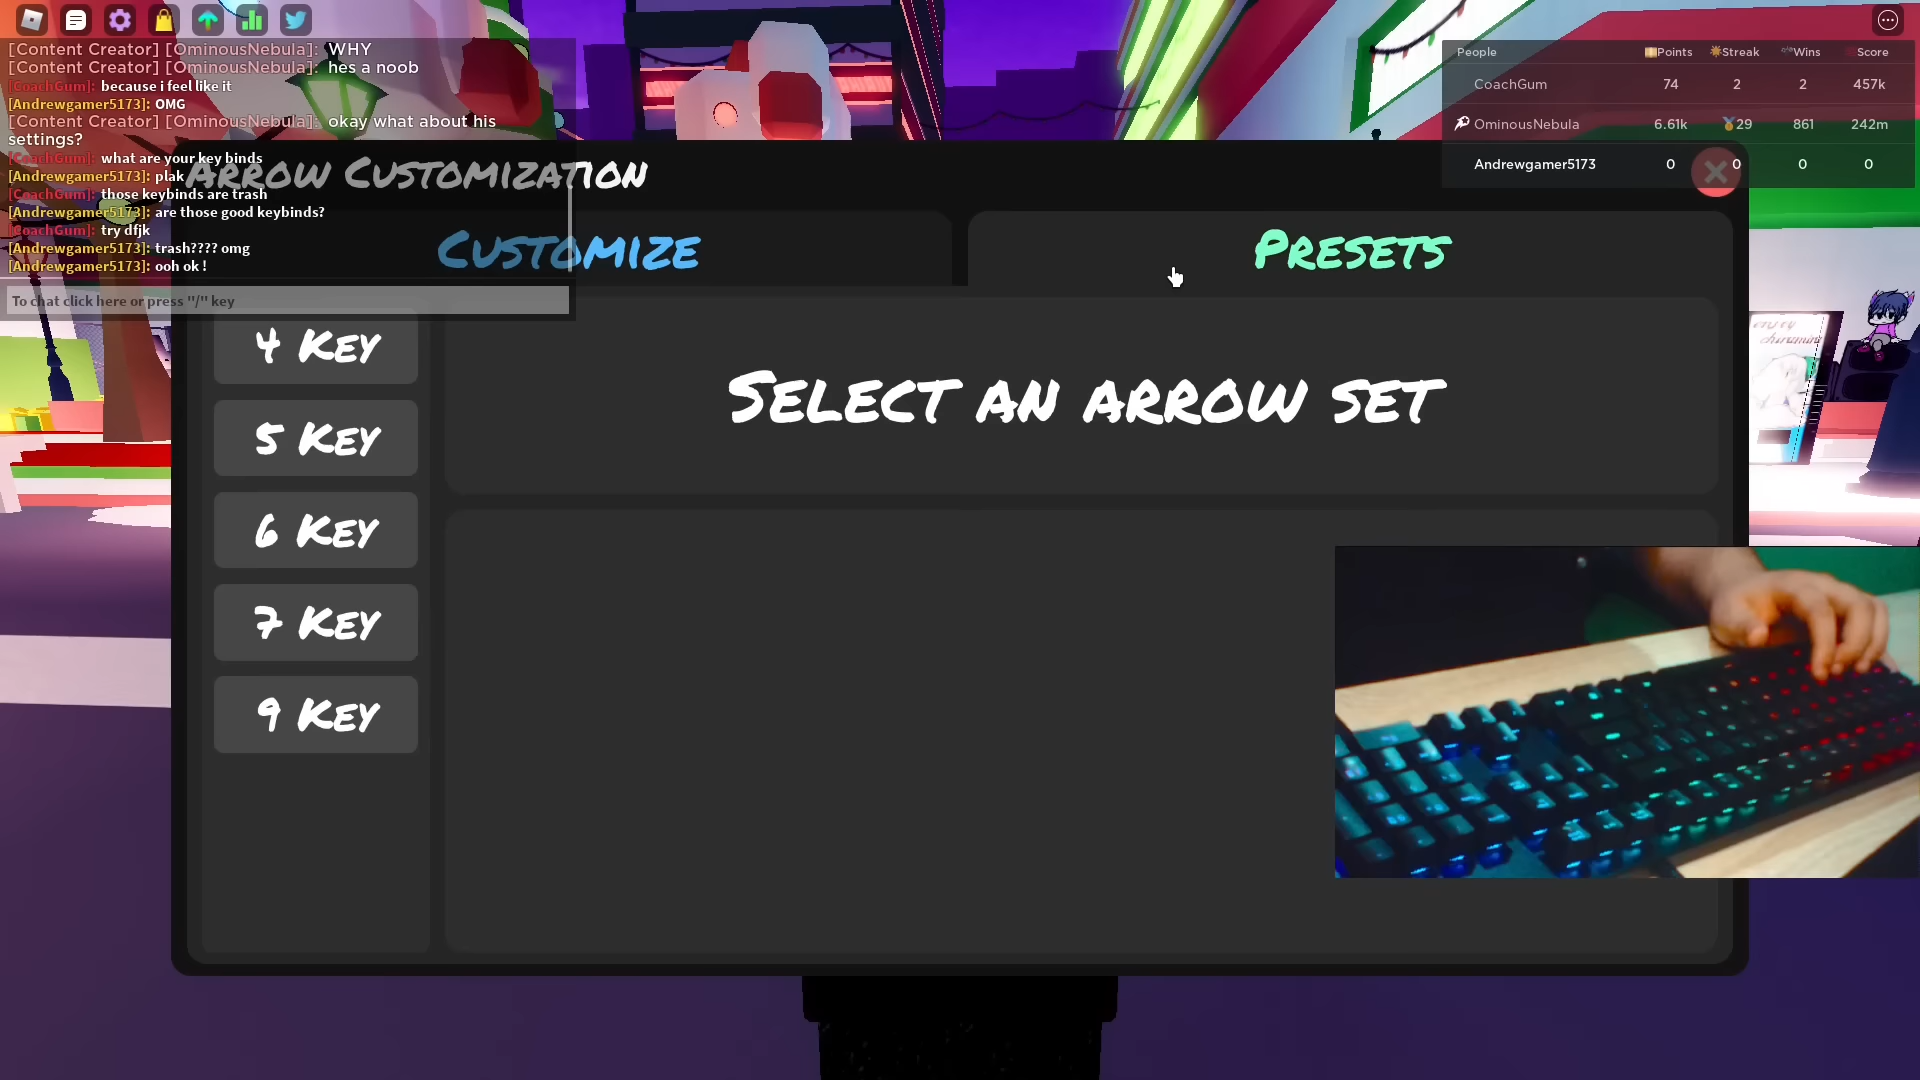 [Content Creator] [OminousNebula]: WHY
[Content Creator] [OminousNebula]: hes a noob
[CoachGum]: because i feel like it
[Andrewgamer5173]: OMG
[Content Creator] [OminousNebula]: okay what about his
settings?
[CoachGum]: what are your key binds
[Andrewgamer5173]: plak
[CoachGum]: those keybinds are trash
[Andrewgamer5173]: are those good keybinds?
[CoachGum]: try dfjk
[Andrewgamer5173]: trash???? omg
[Andrewgamer5173]: ooh ok !
To chat click here or press "/" key
People Points Streak Wins Score
CoachGum 74 2 2 457k
OminousNebula 6.61k 29 861 242m
Andrewgamer5173 0 0 0 0
ARROW CUSTOMIZATION
CUSTOMIZE
PRESETS
4 KEY
5 KEY
6 KEY
7 KEY
9 KEY
SELECT AN ARROW SET